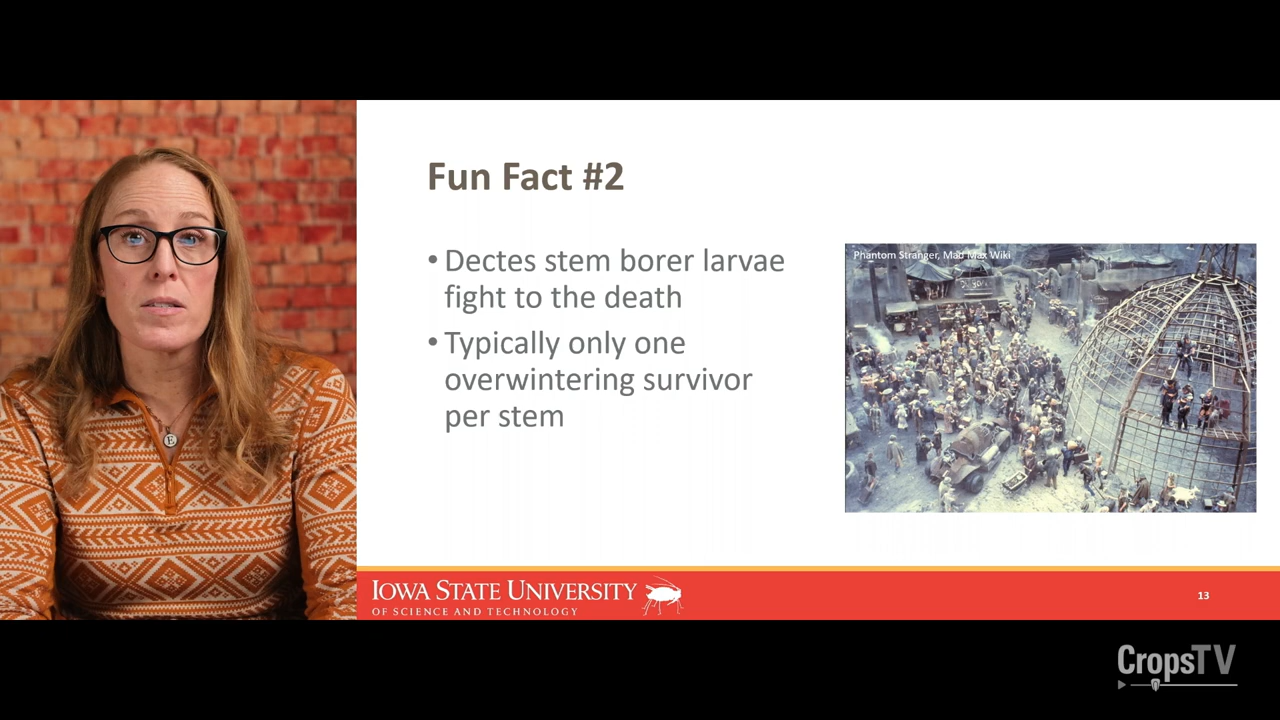 Fun Fact #2
• Dectes stem borer larvae
fight to the death
• Typically only one
overwintering survivor
per stem
Phantom Stranger, Mad Max Wiki
E
IOWA STATE UNIVERSITY
OF SCIENCE AND TECHNOLOGY
13
CropsTV